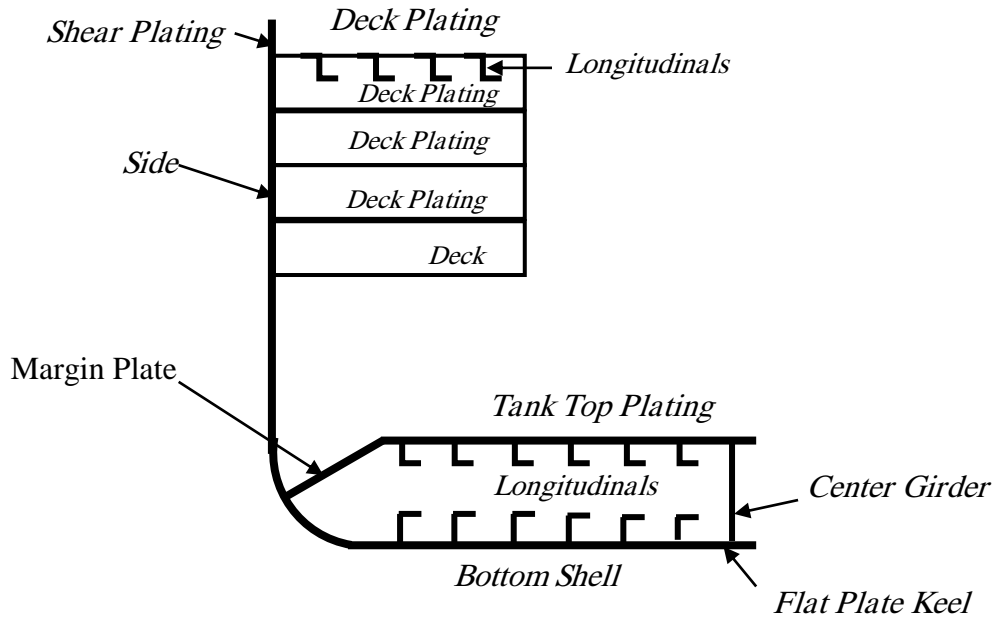 Deck Plating
Shear Plating
Longitudinals
Deck Plating
Deck Plating
Side
Deck Plating
Deck
Margin Plate
Tank Top Plating
Longitudinals
Center Girder
Bottom Shell
Flat Plate Keel